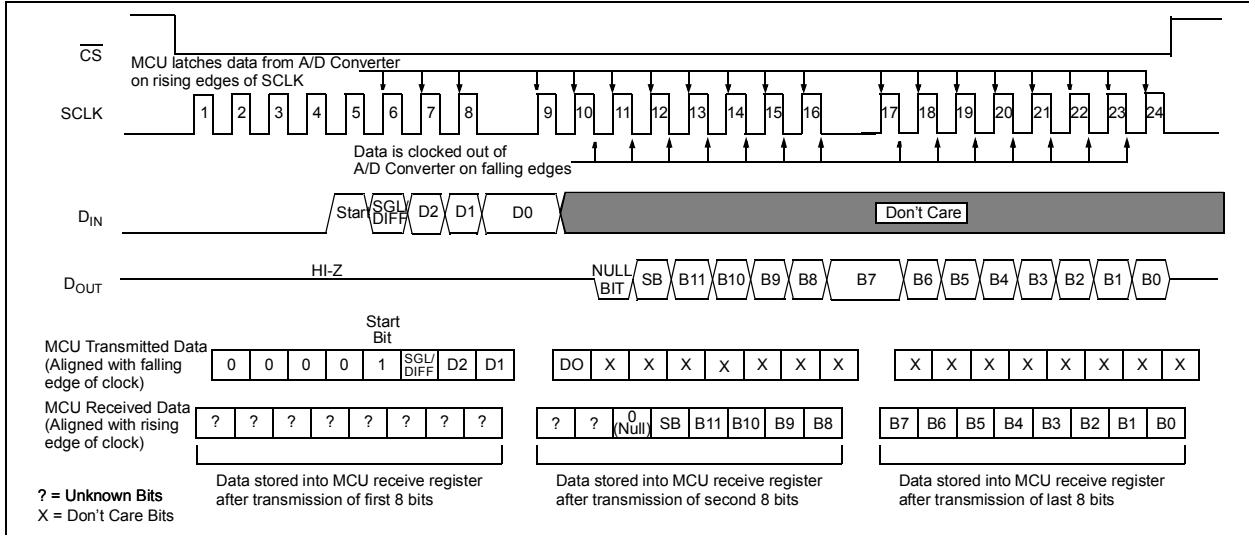 CS
MCU latches data from A/D Converter
on rising edges of SCLK
SCLK
1 2 3 4 5 6 7 8 9 10 11 12 13 14 15 16 17 18 19 20 21 22 23 24
Data is clocked out of
A/D Converter on falling edges
DIN
Start SGL/ DIFF D2 D1 D0 Don't Care
HI-Z
DOUT
NULL BIT SB B11 B10 B9 B8 B7 B6 B5 B4 B3 B2 B1 B0
Start
Bit
MCU Transmitted Data
(Aligned with falling
edge of clock)
0 0 0 0 1 SGL/ DIFF D2 D1 DO X X X X X X X X X X X X X X X
MCU Received Data
(Aligned with rising
edge of clock)
? ? ? ? ? ? ? ? ? ? 0 (Null) SB B11 B10 B9 B8 B7 B6 B5 B4 B3 B2 B1 B0
Data stored into MCU receive register
after transmission of first 8 bits
Data stored into MCU receive register
after transmission of second 8 bits
Data stored into MCU receive register
after transmission of last 8 bits
? = Unknown Bits
X = Don't Care Bits